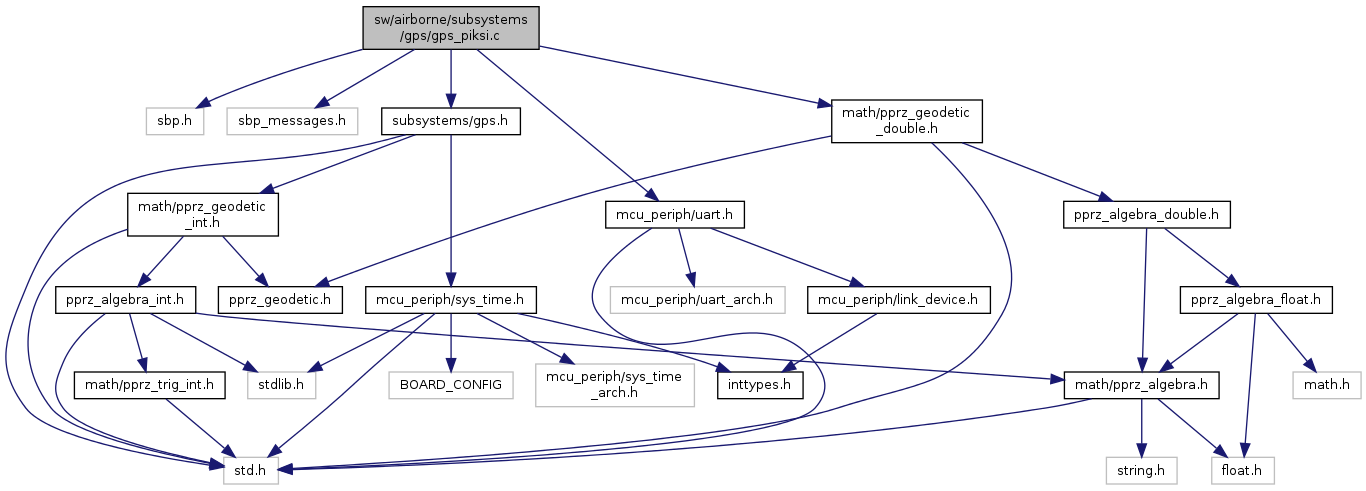 sw/airborne/subsystems
/gps/gps_piksi.c
sbp.h
sbp_messages.h
subsystems/gps.h
math/pprz_geodetic
_double.h
math/pprz_geodetic
_int.h
mcu_periph/uart.h
pprz_algebra_double.h
pprz_algebra_int.h
pprz_geodetic.h
mcu_periph/sys_time.h
mcu_periph/uart_arch.h
mcu_periph/link_device.h
pprz_algebra_float.h
math/pprz_trig_int.h
stdlib.h
BOARD_CONFIG
mcu_periph/sys_time
_arch.h
inttypes.h
math/pprz_algebra.h
math.h
std.h
string.h
float.h